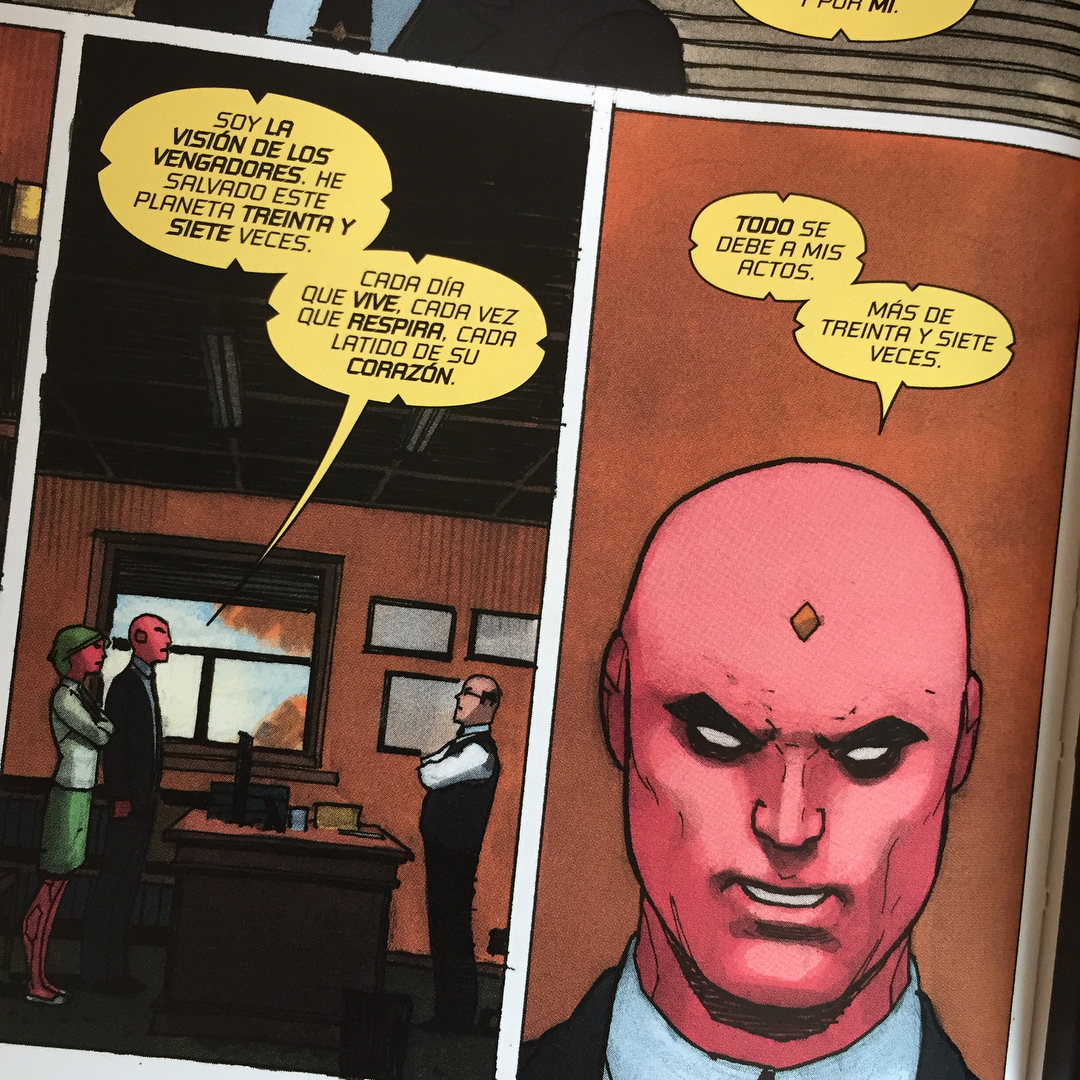 Y POR MÍ.
SOY LA
VISIÓN DE LOS
VENGADORES. HE
SALVADO ESTE
PLANETA TREINTA Y
SIETE VECES.
CADA DÍA
QUE VIVE, CADA VEZ
QUE RESPIRA, CADA
LATIDO DE SU
CORAZÓN.
TODO SE
DEBE A MIS
ACTOS.
MÁS DE
TREINTA Y SIETE
VECES.